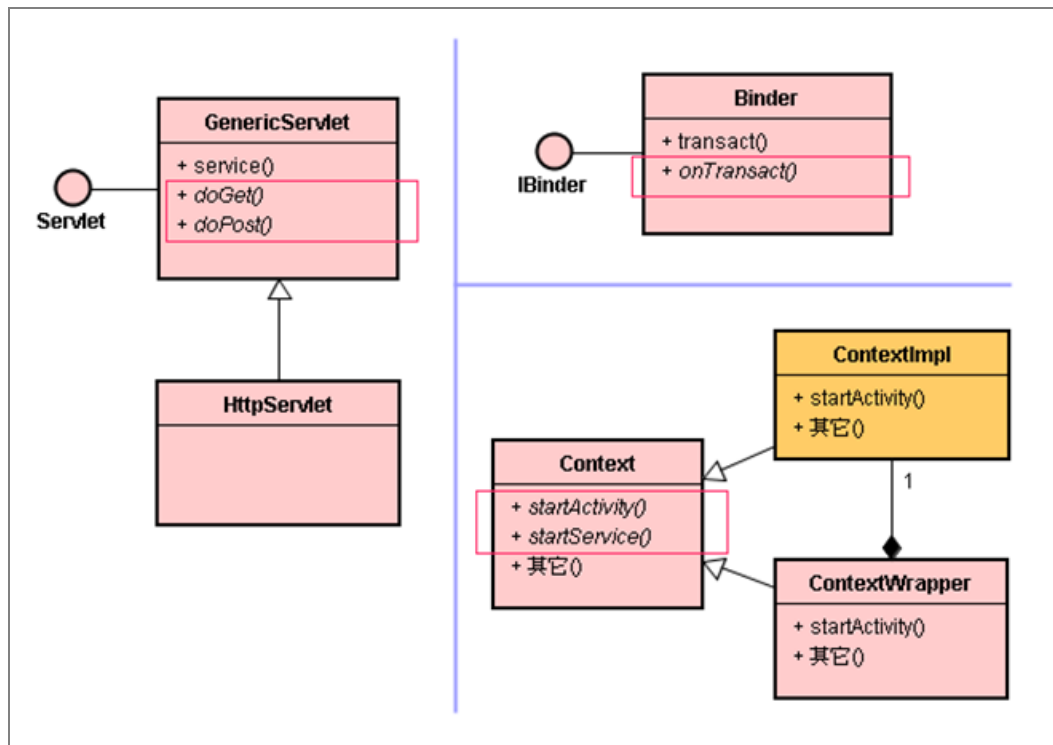 GenericServlet
+ service()
+ doGet()
+ doPost()
Servlet
HttpServlet
Binder
+ transact()
+ onTransact()
IBinder
ContextImpl
+ startActivity()
+ 其它()
Context
+ startActivity()
+ startService()
+ 其它()
1
ContextWrapper
+ startActivity()
+ 其它()